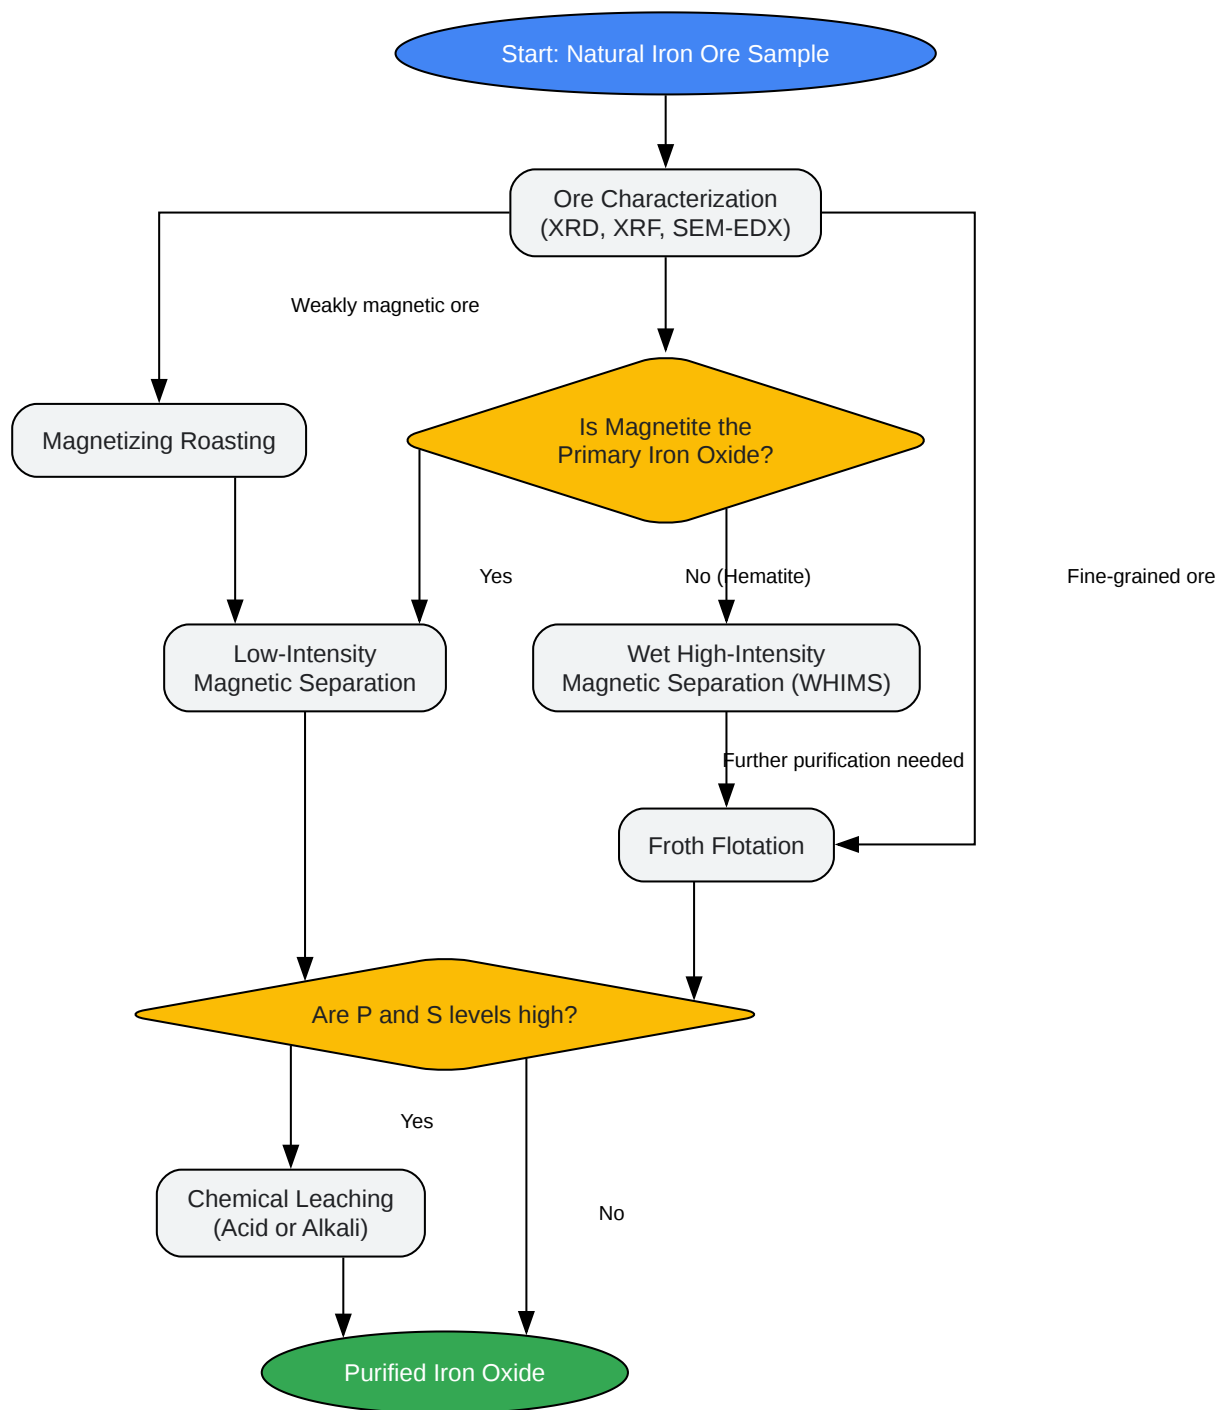 Start: Natural Iron Ore Sample
Ore Characterization
(XRD, XRF, SEM-EDX)
Weakly magnetic ore
Magnetizing Roasting
Is Magnetite the
Primary Iron Oxide?
Yes
No (Hematite)
Fine-grained ore
Low-Intensity
Magnetic Separation
Wet High-Intensity
Magnetic Separation (WHIMS)
Further purification needed
Froth Flotation
Are P and S levels high?
Yes
Chemical Leaching
(Acid or Alkali)
No
Purified Iron Oxide